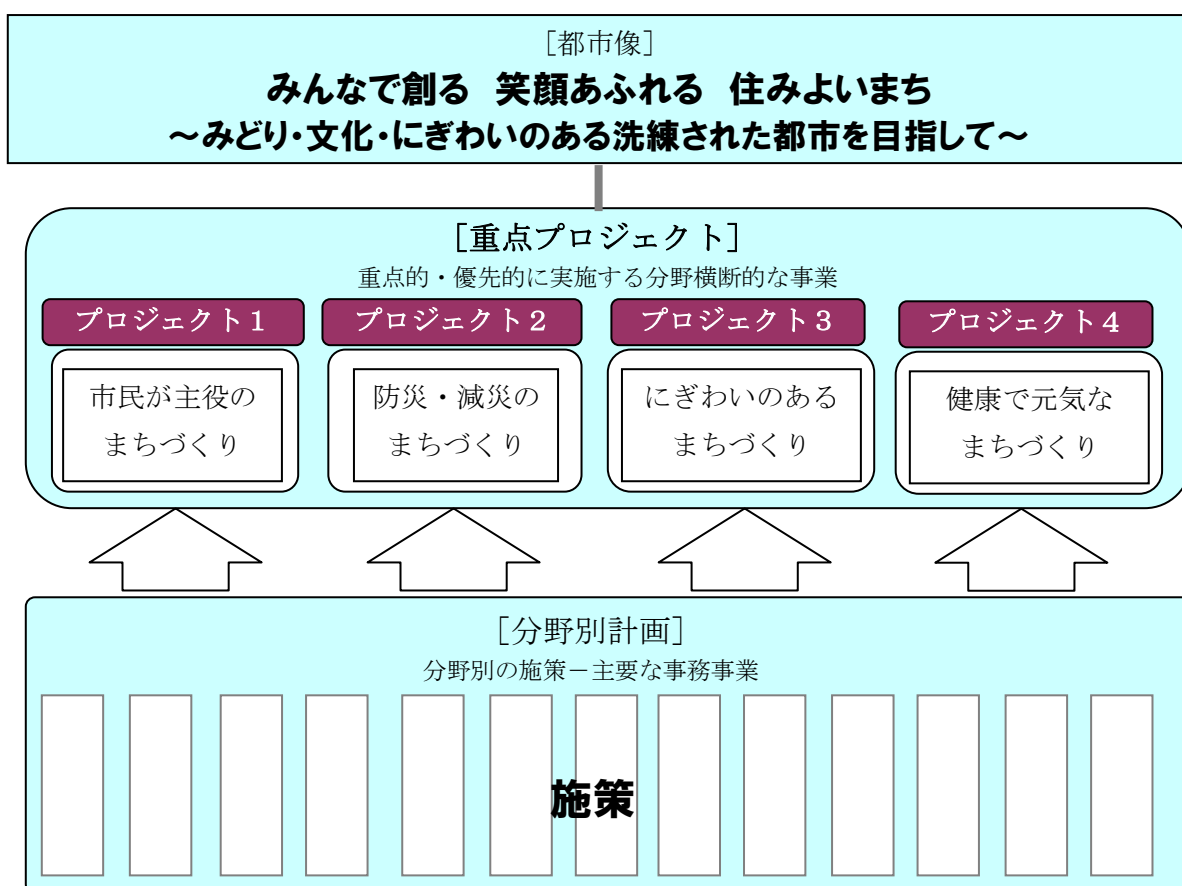 ［都市像］
みんなで創る　笑顔あふれる　住みよいまち
～みどり・文化・にぎわいのある洗練された都市を目指して～
［重点プロジェクト］
重点的・優先的に実施する分野横断的な事業
プロジェクト１
プロジェクト２
プロジェクト３
プロジェクト４
市民が主役の
まちづくり
防災・減災の
まちづくり
にぎわいのある
まちづくり
健康で元気な
まちづくり
［分野別計画］
分野別の施策－主要な事務事業
施策